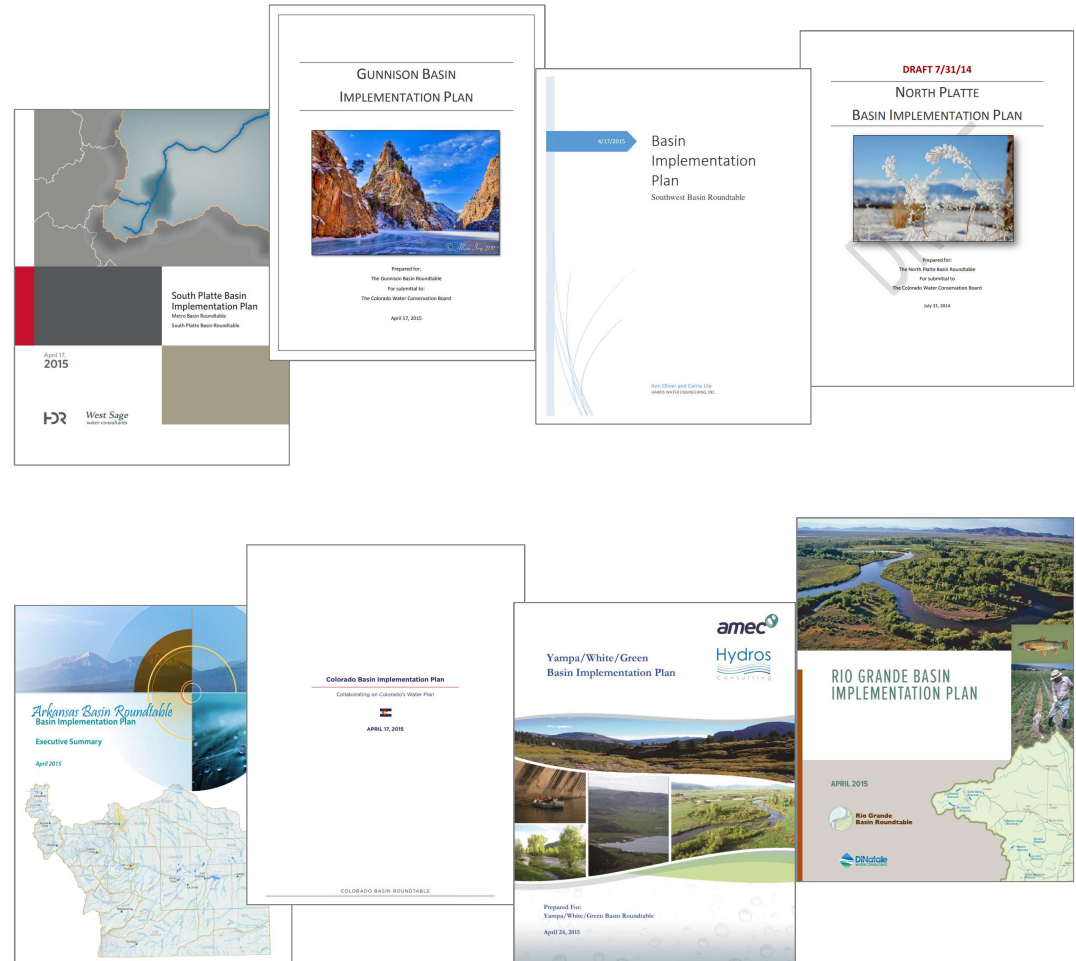 South Platte Basin
Implementation Plan
Metro Basin Roundtable
South Platte Basin Roundtable
April 17,
2015
HDR
West Sage
water consultants
GUNNISON BASIN
IMPLEMENTATION PLAN
Prepared for:
The Gunnison Basin Roundtable
For submittal to:
The Colorado Water Conservation Board
April 17, 2015
4/17/2015
Basin
Implementation
Plan
Southwest Basin Roundtable
Ann Oliver and Carrie Lile
HARRIS WATER ENGINEERING, INC.
DRAFT 7/31/14
NORTH PLATTE
BASIN IMPLEMENTATION PLAN
Prepared for:
The North Platte Basin Roundtable
For submittal to:
The Colorado Water Conservation Board
July 31, 2014
Arkansas Basin Roundtable
Basin Implementation Plan
Executive Summary
April 2015
Colorado Basin Implementation Plan
Collaborating on Colorado's Water Plan
APRIL 17, 2015
COLORADO BASIN ROUNDTABLE
amec
Hydros
Consulting
Yampa/White/Green
Basin Implementation Plan
Prepared For:
Yampa/White/Green Basin Roundtable
April 24, 2015
RIO GRANDE BASIN
IMPLEMENTATION PLAN
APRIL 2015
Rio Grande
Basin Roundtable
DiNatale
WATER CONSULTANTS